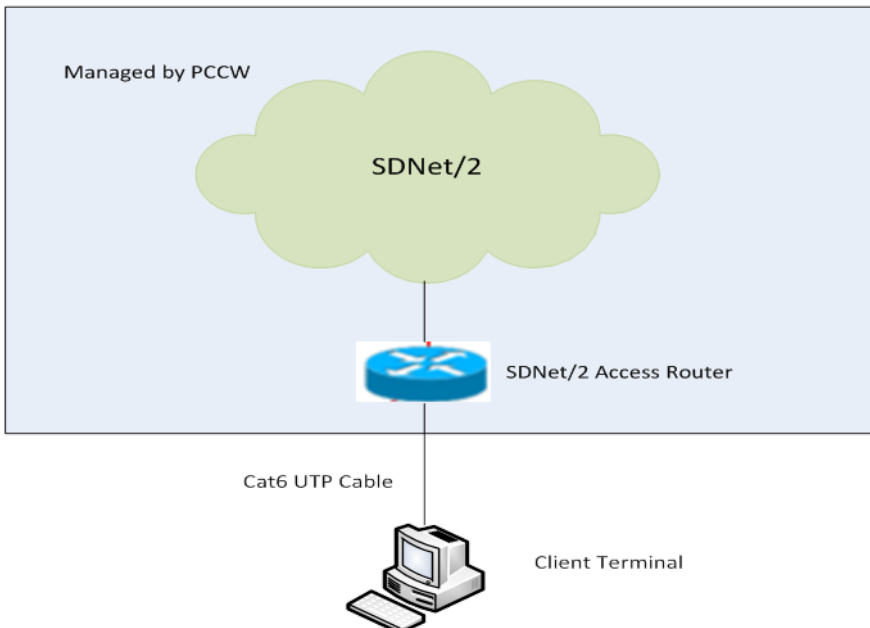 Managed by PCCW
SDNet/2
SDNet/2 Access Router
Cat6 UTP Cable
Client Terminal